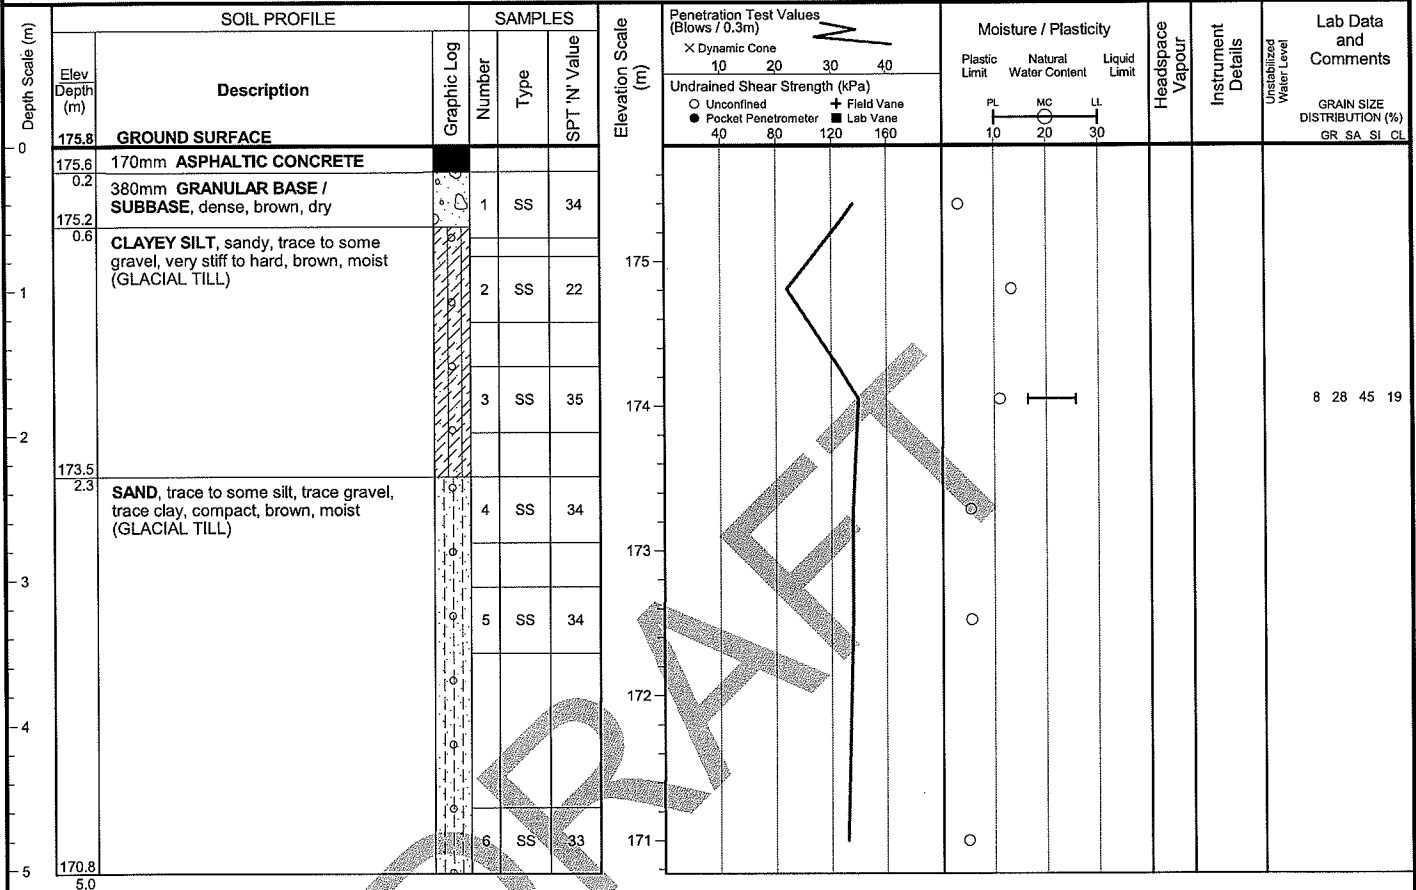 SOIL PROFILE
SAMPLES
Depth Scale (m)
Elev
Depth
(m)
Description
Graphic Log
Number
Type
SPT 'N' Value
Elevation Scale
(m)
Penetration Test Values
(Blows / 0.3m)
× Dynamic Cone
10 20 30 40
Undrained Shear Strength (kPa)
Unconfined
Field Vane
Pocket Penetrometer
Lab Vane
40 80 120 160
Moisture / Plasticity
Plastic Natural Liquid
Limit Water Content Limit
PL MC LL
10 20 30
Headspace
Vapour
Instrument
Details
Unstabilized
Water Level
Lab Data
and
Comments
GRAIN SIZE
DISTRIBUTION (%)
GR SA SI CL
175.8 GROUND SURFACE
0
175.6 170mm ASPHALTIC CONCRETE
0.2
380mm GRANULAR BASE /
SUBBASE, dense, brown, dry
1 SS 34
175.2
0.6
CLAYEY SILT, sandy, trace to some
gravel, very stiff to hard, brown, moist
(GLACIAL TILL)
175
1
2 SS 22
3 SS 35
174
8 28 45 19
2
173.5
2.3
SAND, trace to some silt, trace gravel,
trace clay, compact, brown, moist
(GLACIAL TILL)
4 SS 34
173
3
5 SS 34
172
4
6 SS 33
171
170.8
5
5.0
DRAFT